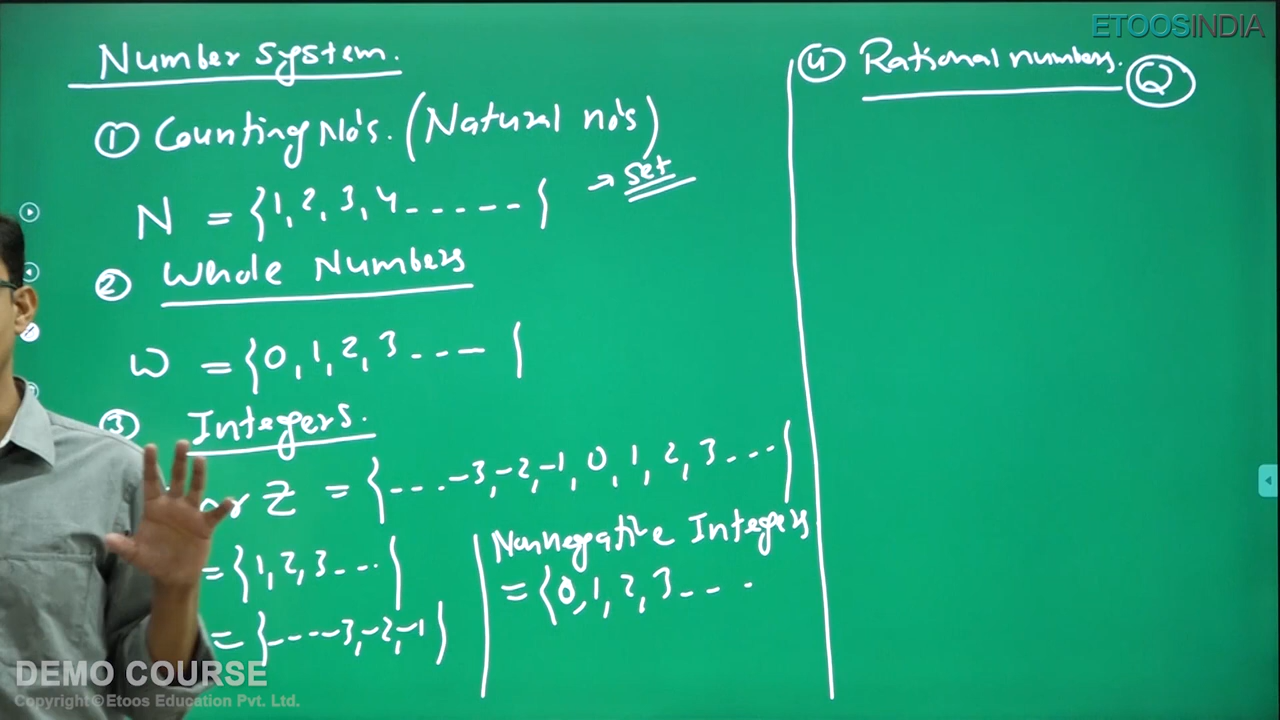 ETOOSINDIA
Number System.
① Counting No's. (Natural no's)
N = {1, 2, 3, 4 ------ } → set
② Whole Numbers
W = {0, 1, 2, 3 ---- }
③ Integers.
or Z = {.... -3, -2, -1, 0, 1, 2, 3 .... }
= {1, 2, 3 ....}
= {---- -3, -2, -1}
Nonnegative Integers
= {0, 1, 2, 3 ....
④ Rational numbers. Q
DEMO COURSE
Copyright © Etoos Education Pvt. Ltd.